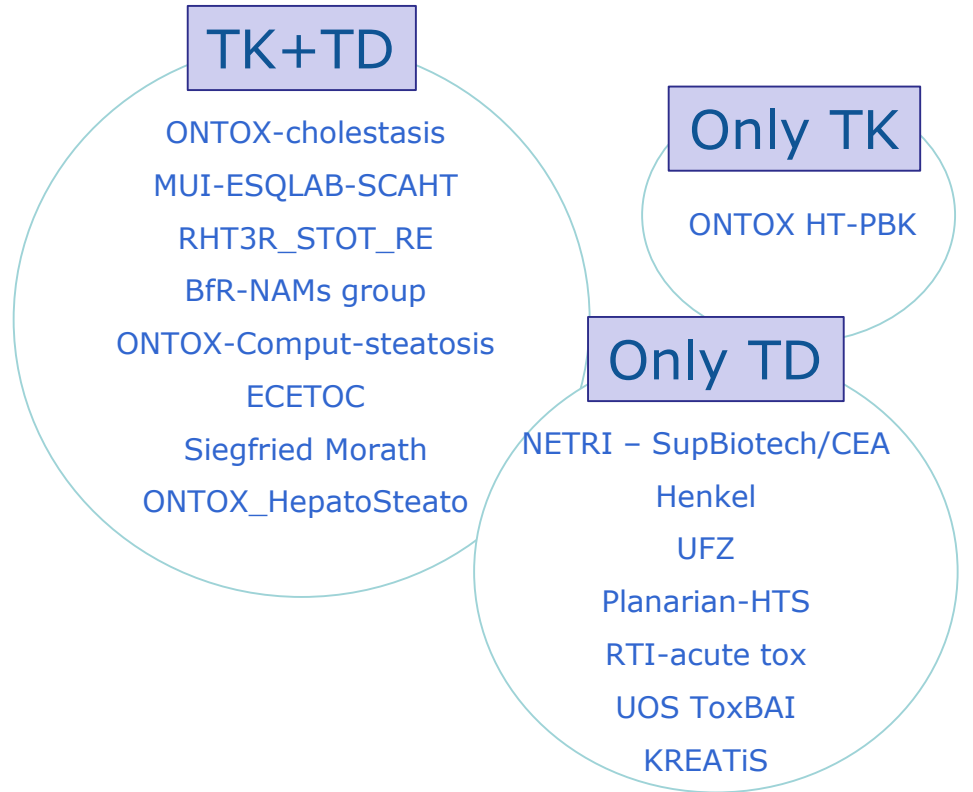 TK+TD
ONTOX-cholestasis
MUI-ESQLAB-SCAHT
RHT3R_STOT_RE
BfR-NAMs group
ONTOX-Comput-steatosis
ECETOC
Siegfried Morath
ONTOX_HepatoSteato
Only TK
ONTOX HT-PBK
Only TD
NETRI – SupBiotech/CEA
Henkel
UFZ
Planarian-HTS
RTI-acute tox
UOS ToxBAI
KREATiS